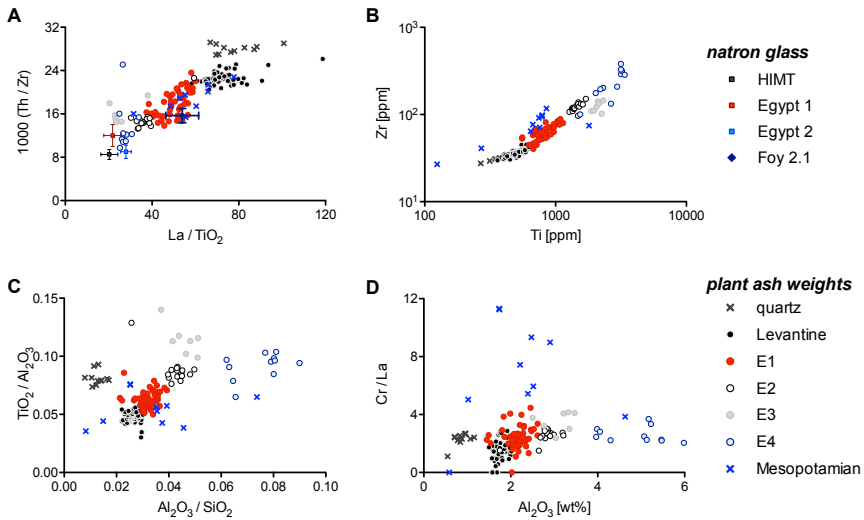 A
1000 (Th / Zr)
32
24
16
8
0
0
40
80
120
La / TiO₂
B
Zr [ppm]
10³
10²
10¹
100
1000
10000
Ti [ppm]
natron glass
HIMT
Egypt 1
Egypt 2
Foy 2.1
C
TiO₂ / Al₂O₃
0.15
0.10
0.05
0.00
0.00
0.02
0.04
0.06
0.08
0.10
Al₂O₃ / SiO₂
D
Cr / La
12
8
4
0
0
2
4
6
Al₂O₃ [wt%]
plant ash weights
quartz
Levantine
E1
E2
E3
E4
Mesopotamian